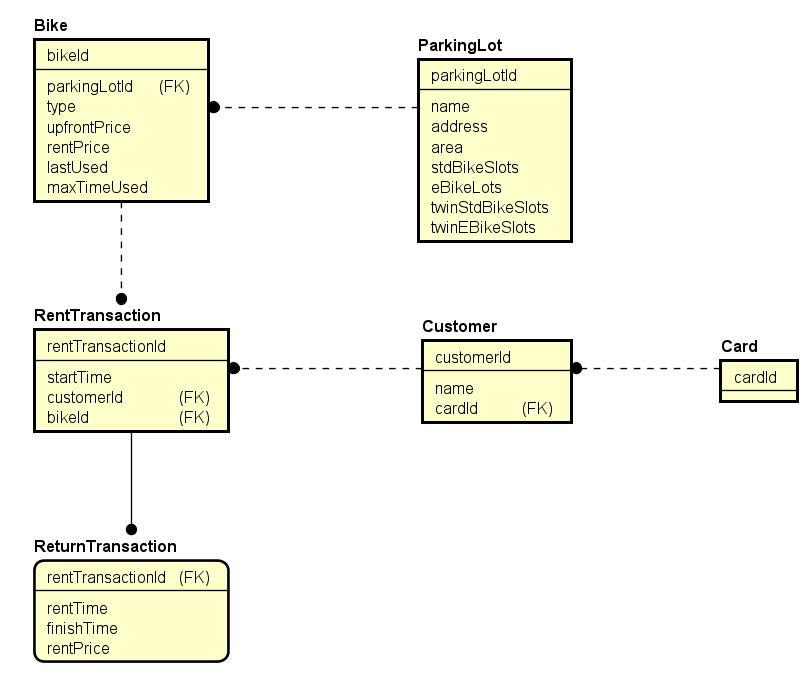 Bike
bikeId
parkingLotId (FK)
type
upfrontPrice
rentPrice
lastUsed
maxTimeUsed
ParkingLot
parkingLotId
name
address
area
stdBikeSlots
eBikeLots
twinStdBikeSlots
twinEBikeSlots
RentTransaction
rentTransactionId
startTime
customerId (FK)
bikeId (FK)
Customer
customerId
name
cardId (FK)
Card
cardId
ReturnTransaction
rentTransactionId (FK)
rentTime
finishTime
rentPrice